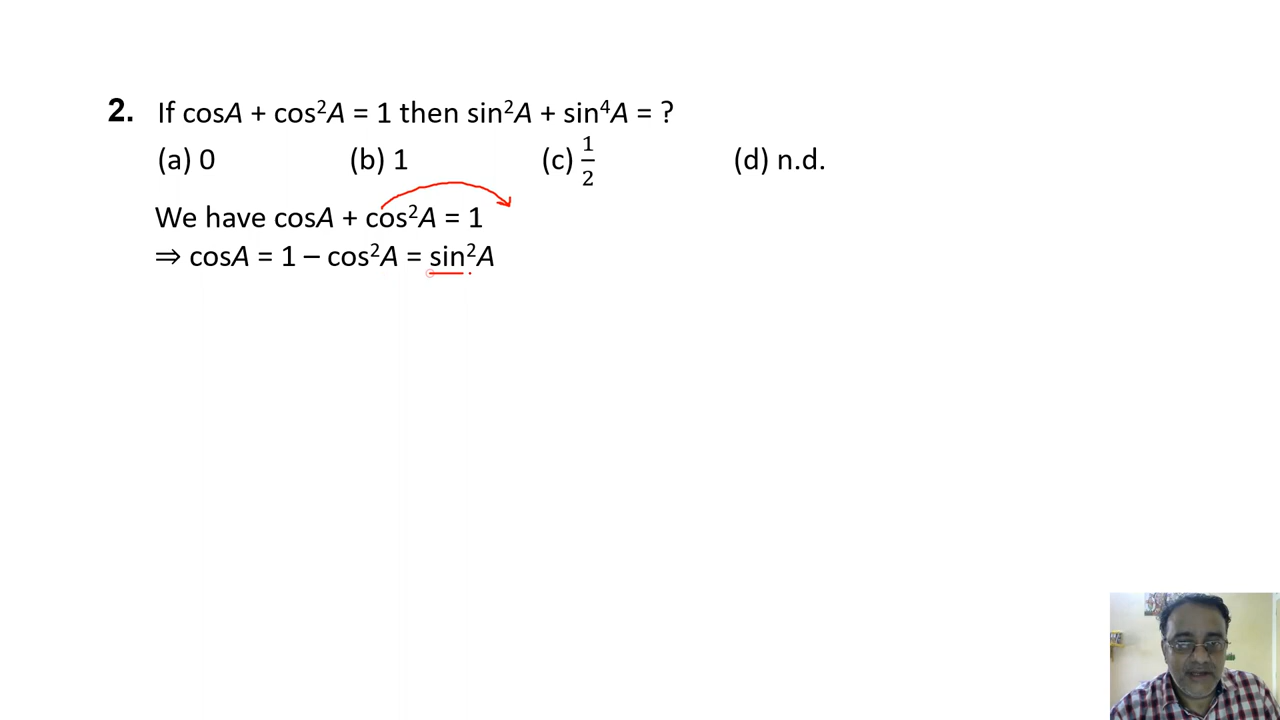 2. If cosA + cos²A = 1 then sin²A + sin⁴A = ?
(a) 0 (b) 1 (c) 1/2 (d) n.d.
We have cosA + cos²A = 1
⇒ cosA = 1 – cos²A = sin²A